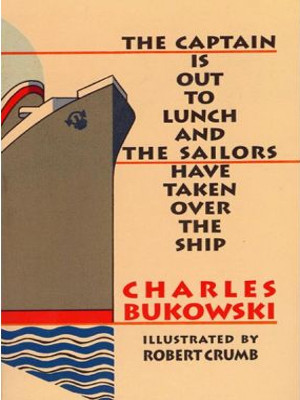 THE CAPTAIN
IS
OUT
TO
LUNCH
AND
THE SAILORS
HAVE
TAKEN
OVER
THE
SHIP
CHARLES
BUKOWSKI
ILLUSTRATED BY
ROBERT CRUMB